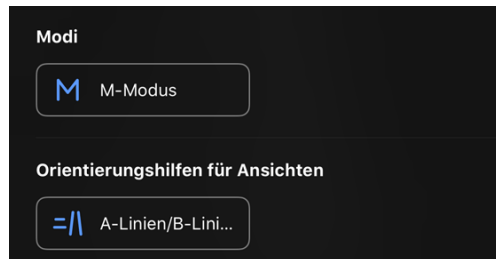 Modi
M-Modus
Orientierungshilfen für Ansichten
A-Linien/B-Lini...